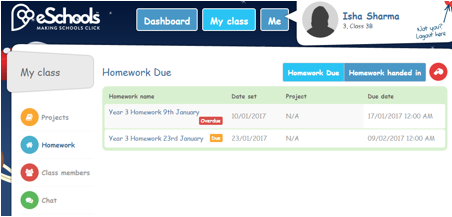 eSchools
MAKING SCHOOLS CLICK
Dashboard
My class
Me
Isha Sharma
3, Class 3B
Not you?
Logout here
My class
Homework Due
Homework Due
Homework handed in
Homework name Date set Project Due date
Year 3 Homework 9th January 10/01/2017 N/A 17/01/2017 12:00 AM
Overdue
Year 3 Homework 23rd January Due 23/01/2017 N/A 09/02/2017 12:00 AM
Projects
Homework
Class members
Chat